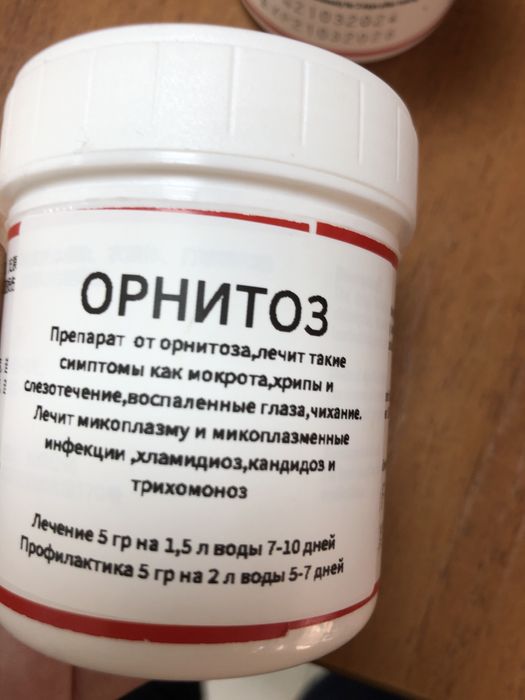 21032024
21032026
ОРНИТОЗ
Препарат от орнитоза,лечит такие
симптомы как мокрота,хрипы и
слезотечение,воспаленные глаза,чихание.
Лечит микоплазму и микоплазменные
инфекции ,хламидиоз,кандидоз и
трихомоноз
Лечение 5 гр на 1,5 л воды 7-10 дней
Профилактика 5 гр на 2 л воды 5-7 дней